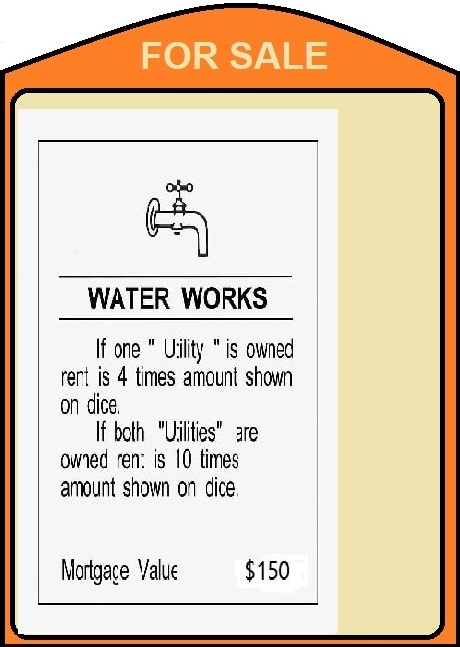 FOR SALE
WATER WORKS
If one " Utility " is owned
rent is 4 times amount shown
on dice.
If both "Utilities" are
owned rent is 10 times
amount shown on dice.
Mortgage Value $150